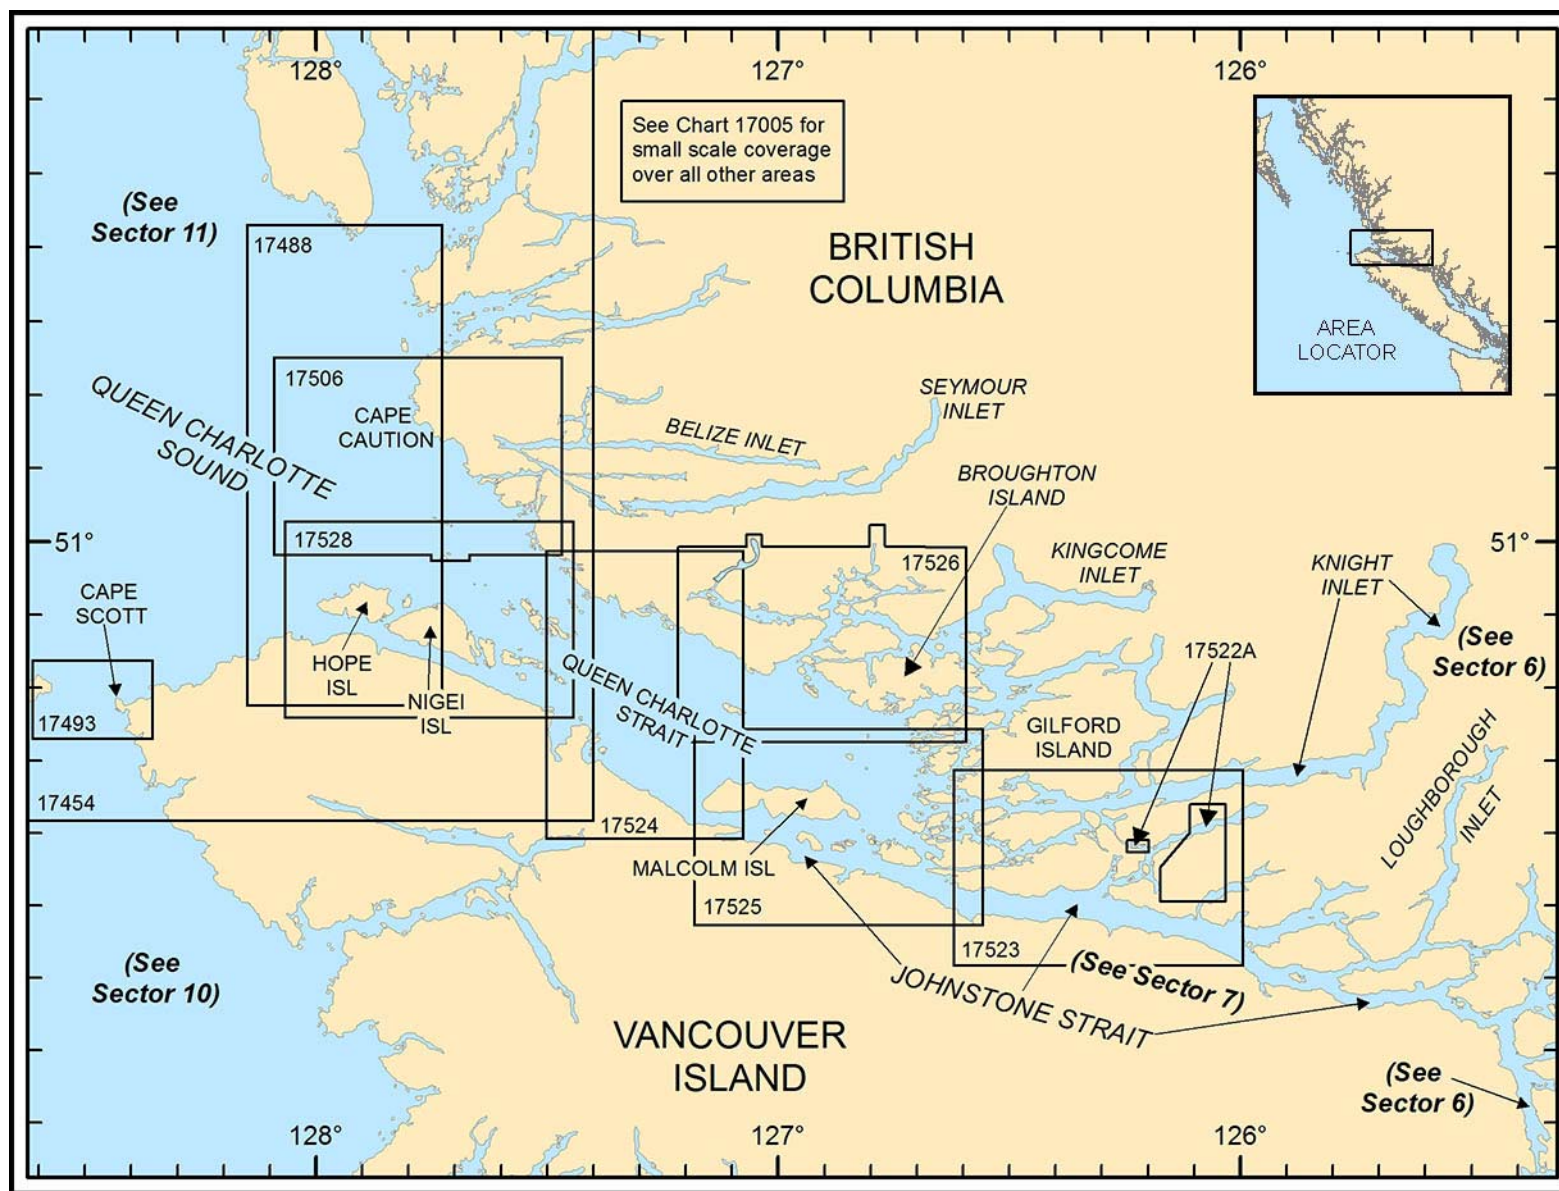 128°
127°
126°
See Chart 17005 for
small scale coverage
over all other areas
(See
Sector 11)
17488
BRITISH
COLUMBIA
AREA
LOCATOR
17506
QUEEN CHARLOTTE
SOUND
CAPE
CAUTION
SEYMOUR
INLET
BELIZE INLET
BROUGHTON
ISLAND
51°
17528
17526
KINGCOME
INLET
KNIGHT
INLET
51°
CAPE
SCOTT
(See
Sector 6)
HOPE
ISL
NIGEI
ISL
QUEEN CHARLOTTE
STRAIT
17522A
17493
GILFORD
ISLAND
LOUGHBOROUGH
INLET
17454
17524
MALCOLM ISL
17525
17523
(See Sector 7)
(See
Sector 10)
JOHNSTONE STRAIT
VANCOUVER
ISLAND
(See
Sector 6)
128°
127°
126°